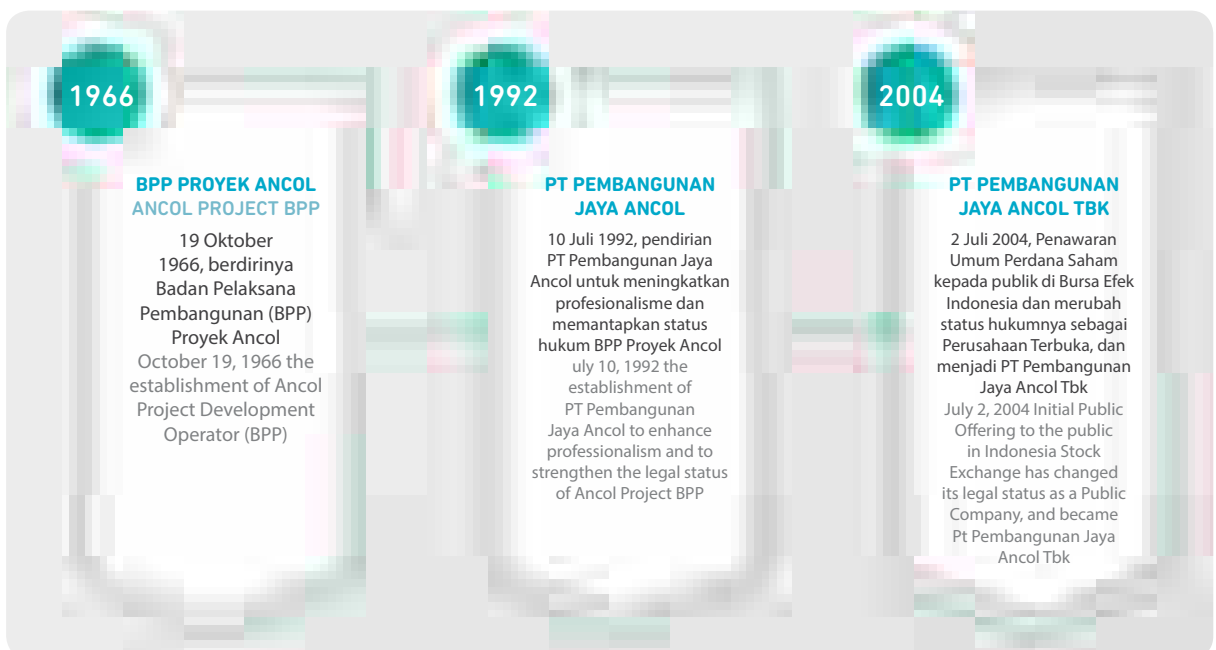 1966
BPP PROYEK ANCOL
ANCOL PROJECT BPP
19 Oktober
1966, berdirinya
Badan Pelaksana
Pembangunan (BPP)
Proyek Ancol
October 19, 1966 the
establishment of Ancol
Project Development
Operator (BPP)
1992
PT PEMBANGUNAN
JAYA ANCOL
10 Juli 1992, pendirian
PT Pembangunan Jaya
Ancol untuk meningkatkan
profesionalisme dan
memantapkan status
hukum BPP Proyek Ancol
uly 10, 1992 the
establishment of
PT Pembangunan
Jaya Ancol to enhance
professionalism and to
strengthen the legal status
of Ancol Project BPP
2004
PT PEMBANGUNAN
JAYA ANCOL TBK
2 Juli 2004, Penawaran
Umum Perdana Saham
kepada publik di Bursa Efek
Indonesia dan merubah
status hukumnya sebagai
Perusahaan Terbuka, dan
menjadi PT Pembangunan
Jaya Ancol Tbk
July 2, 2004 Initial Public
Offering to the public
in Indonesia Stock
Exchange has changed
its legal status as a Public
Company, and became
Pt Pembangunan Jaya
Ancol Tbk